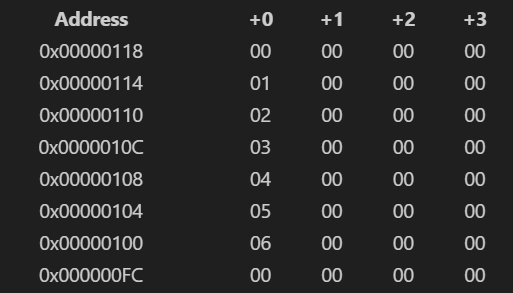 Address +0 +1 +2 +3
0x00000118 00 00 00 00
0x00000114 01 00 00 00
0x00000110 02 00 00 00
0x0000010C 03 00 00 00
0x00000108 04 00 00 00
0x00000104 05 00 00 00
0x00000100 06 00 00 00
0x000000FC 00 00 00 00